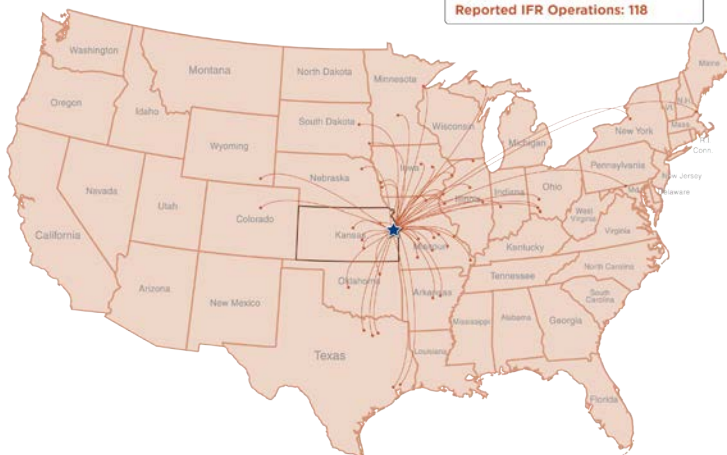 Reported IFR Operations: 118
Washington
Montana
North Dakota
Minnesota
Maine
Oregon
Idaho
Wyoming
South Dakota
Wisconsin
Michigan
VT
N.H.
New York
Mass
RI
Conn.
Nevada
Utah
Colorado
Nebraska
Iowa
Illinois
Indiana
Ohio
Pennsylvania
New Jersey
Md.
Delaware
California
Kansas
Missouri
West
Virginia
Virginia
Kentucky
Arizona
New Mexico
Oklahoma
Arkansas
Tennessee
North Carolina
South
Carolina
Texas
Louisiana
Mississippi
Alabama
Georgia
Florida